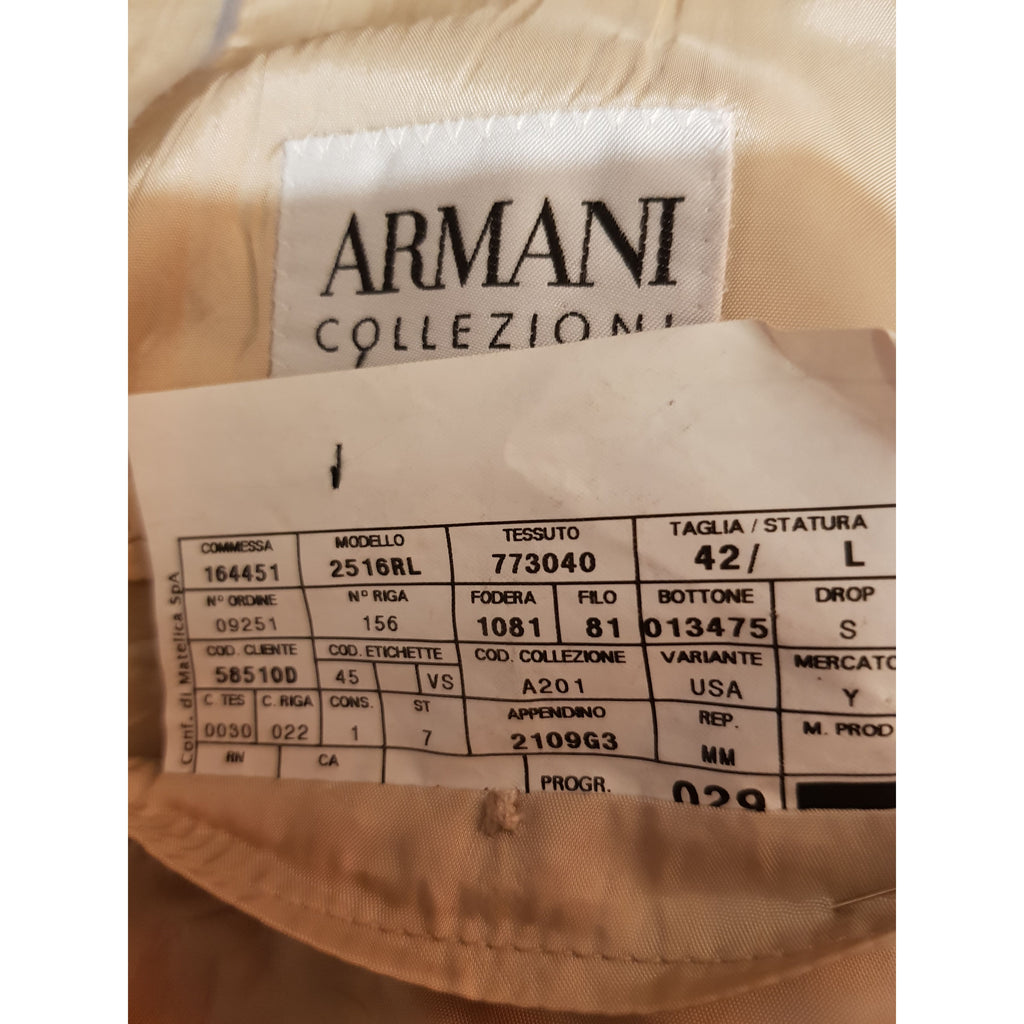 ARMANI
COLLEZIONI
COMMESSA MODELLO TESSUTO TAGLIA / STATURA
164451 2516RL 773040 42/ L
Nº ORDINE Nº RIGA FODERA FILO BOTTONE DROP
09251 156 1081 81 013475 S
COD. CLIENTE COD. ETICHETTE COD. COLLEZIONE VARIANTE MERCATO
58510D 45 VS A201 USA Y
C. TES C. RIGA CONS. ST APPENDINO REP. M. PROD
0030 022 1 7 2109G3 MM
RN CA PROGR. 029
Conf. di Matelica SpA